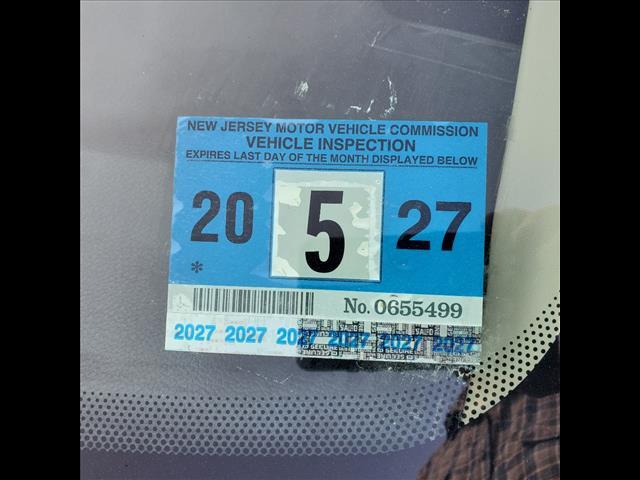 NEW JERSEY MOTOR VEHICLE COMMISSION
VEHICLE INSPECTION
EXPIRES LAST DAY OF THE MONTH DISPLAYED BELOW
20 5 27
*
No. 0655499
2027 2027 2027 2027 2027 2027